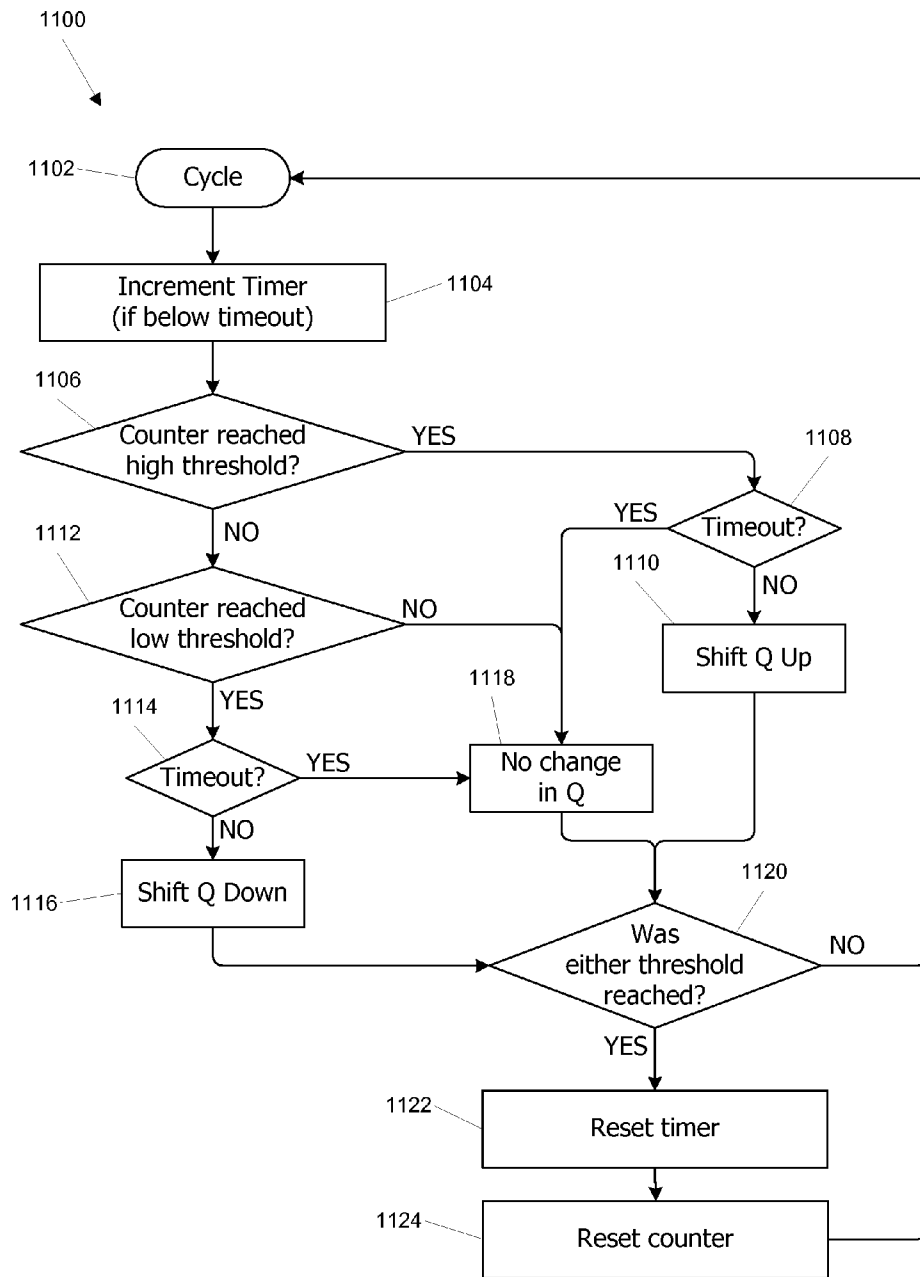 1100
1102
Cycle
Increment Timer
(if below timeout)
1104
1106
Counter reached
high threshold?
YES
1108
Timeout?
YES
NO
NO
1110
Shift Q Up
1112
Counter reached
low threshold?
NO
YES
1114
Timeout?
YES
NO
1118
No change
in Q
1116
Shift Q Down
1120
Was
either threshold
reached?
NO
YES
1122
Reset timer
1124
Reset counter